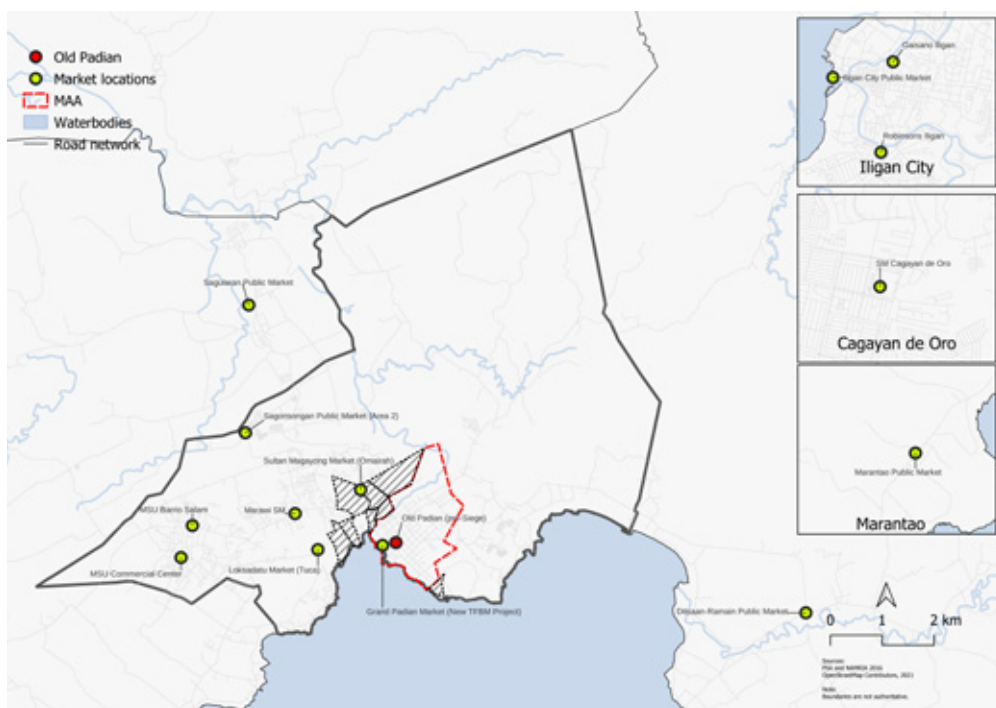 Old Padian
Market locations
MAA
Waterbodies
Road network
Gaisano Iligan
Iligan City Public Market
Robinsons Iligan
Iligan City
SM Cagayan de Oro
Cagayan de Oro
Marantao Public Market
Marantao
Saguiaran Public Market
Sagonsongan Public Market (Area 2)
Sultan Magayong Market (Omairah)
MSU Barrio Salam
Marawi SM
Old Padian (pre-Siege)
MSU Commercial Center
Loksadatu Market (Tuca)
Grand Padian Market (New TFBM Project)
Ditsaan-Ramain Public Market
0 1 2 km
Sources:
PSA and NAMRIA 2016
OpenStreetMap Contributors, 2021
Note:
Boundaries are not authoritative.